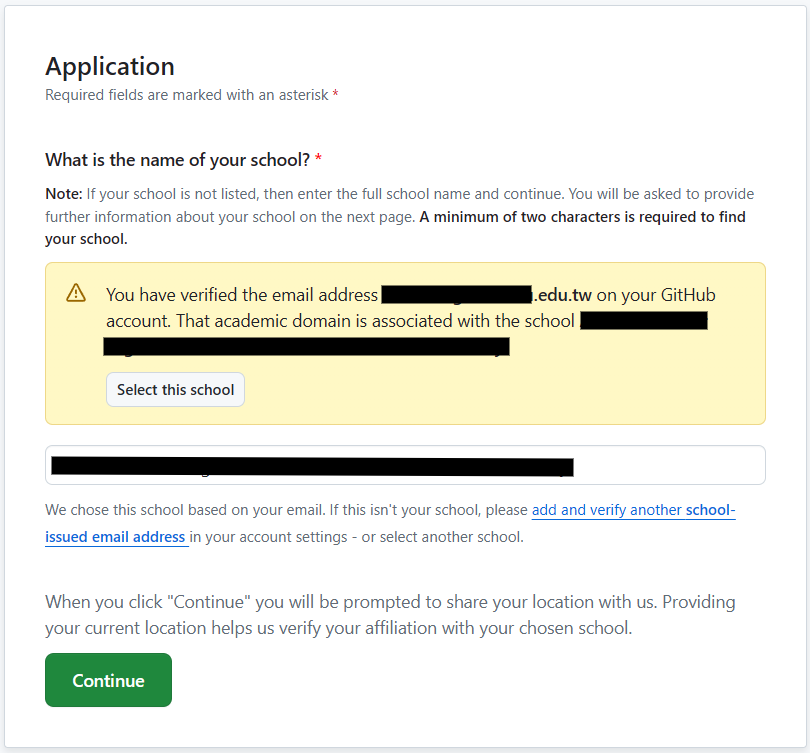 Application
Required fields are marked with an asterisk *
What is the name of your school? *
Note: If your school is not listed, then enter the full school name and continue. You will be asked to provide
further information about your school on the next page. A minimum of two characters is required to find
your school.
You have verified the email address .edu.tw on your GitHub
account. That academic domain is associated with the school
Select this school
We chose this school based on your email. If this isn't your school, please add and verify another school-
issued email address in your account settings - or select another school.
When you click "Continue" you will be prompted to share your location with us. Providing
your current location helps us verify your affiliation with your chosen school.
Continue